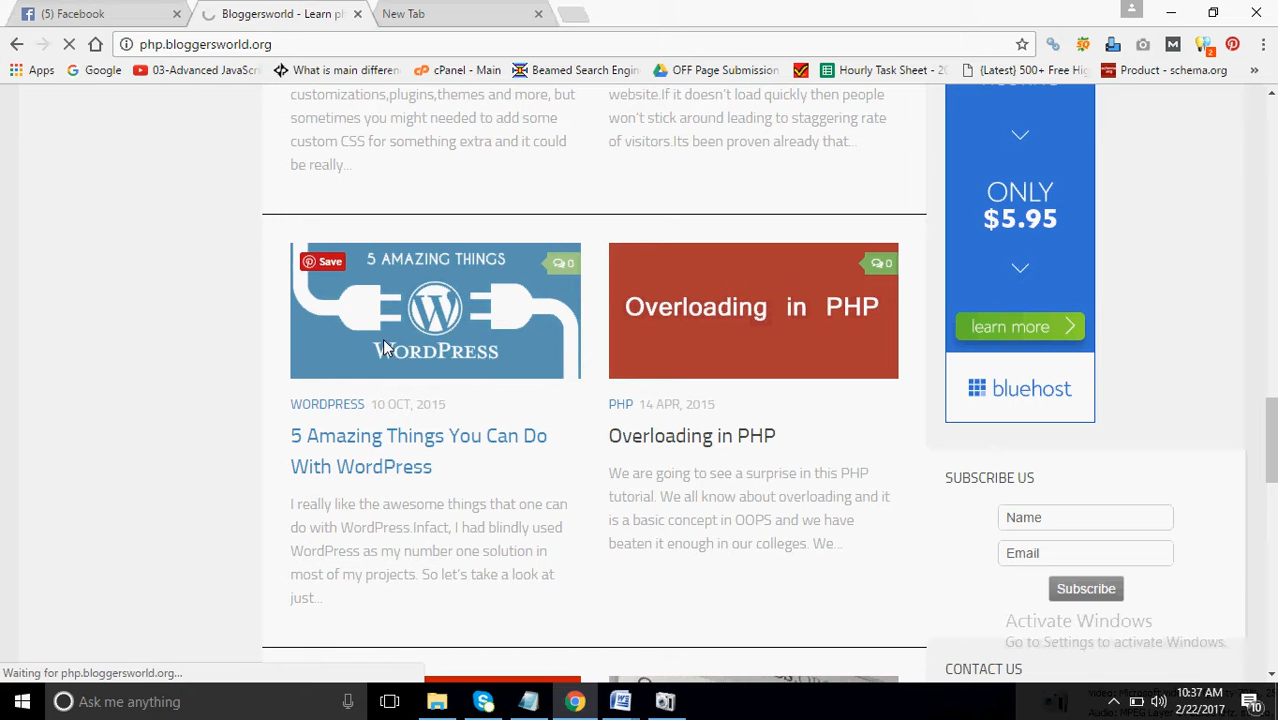 (5) Facebook
Bloggersworld - Learn ph
New Tab
php.bloggersworld.org
Apps
Google
03-Advanced JavaSc
What is main differen
cPanel - Main
Beamed Search Engin
OFF Page Submission
Hourly Task Sheet - 20
{Latest} 500+ Free Hig
Product - schema.org
customizations,plugins,themes and more, but
sometimes you might needed to add some
custom CSS for something extra and it could
be really...
website.If it doesn't load quickly then people
won't stick around leading to staggering rate
of visitors.Its been proven already that...
ONLY
$5.95
learn more
bluehost
Save
5 AMAZING THINGS
0
WORDPRESS
Overloading in PHP
0
WORDPRESS 10 OCT, 2015
5 Amazing Things You Can Do
With WordPress
I really like the awesome things that one can
do with WordPress.Infact, I had blindly used
WordPress as my number one solution in
most of my projects. So let's take a look at
just...
PHP 14 APR, 2015
Overloading in PHP
We are going to see a surprise in this PHP
tutorial. We all know about overloading and it
is a basic concept in OOPS and we have
beaten it enough in our colleges. We...
SUBSCRIBE US
Name
Email
Subscribe
Activate Windows
Go to Settings to activate Windows.
CONTACT US
Waiting for php.bloggersworld.org...
Ask me anything
10:37 AM
2/22/2017
10